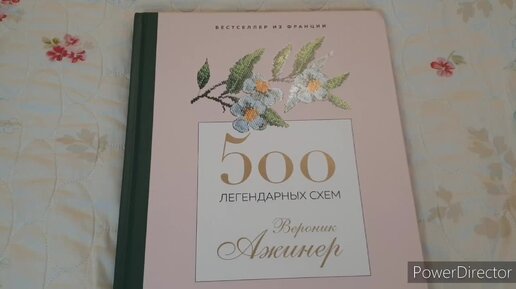 БЕСТСЕЛЛЕР ИЗ ФРАНЦИИ
500
ЛЕГЕНДАРНЫХ СХЕМ
Вероник
Ажинер
PowerDirector